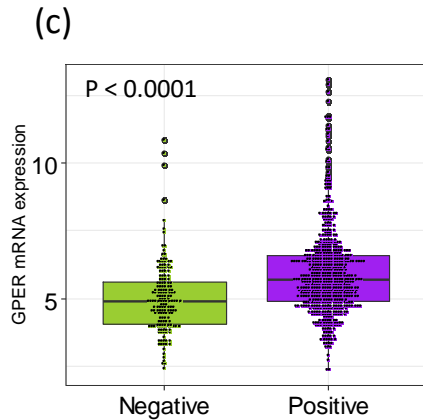 (c)
P < 0.0001
GPER mRNA expression
10
5
Negative Positive